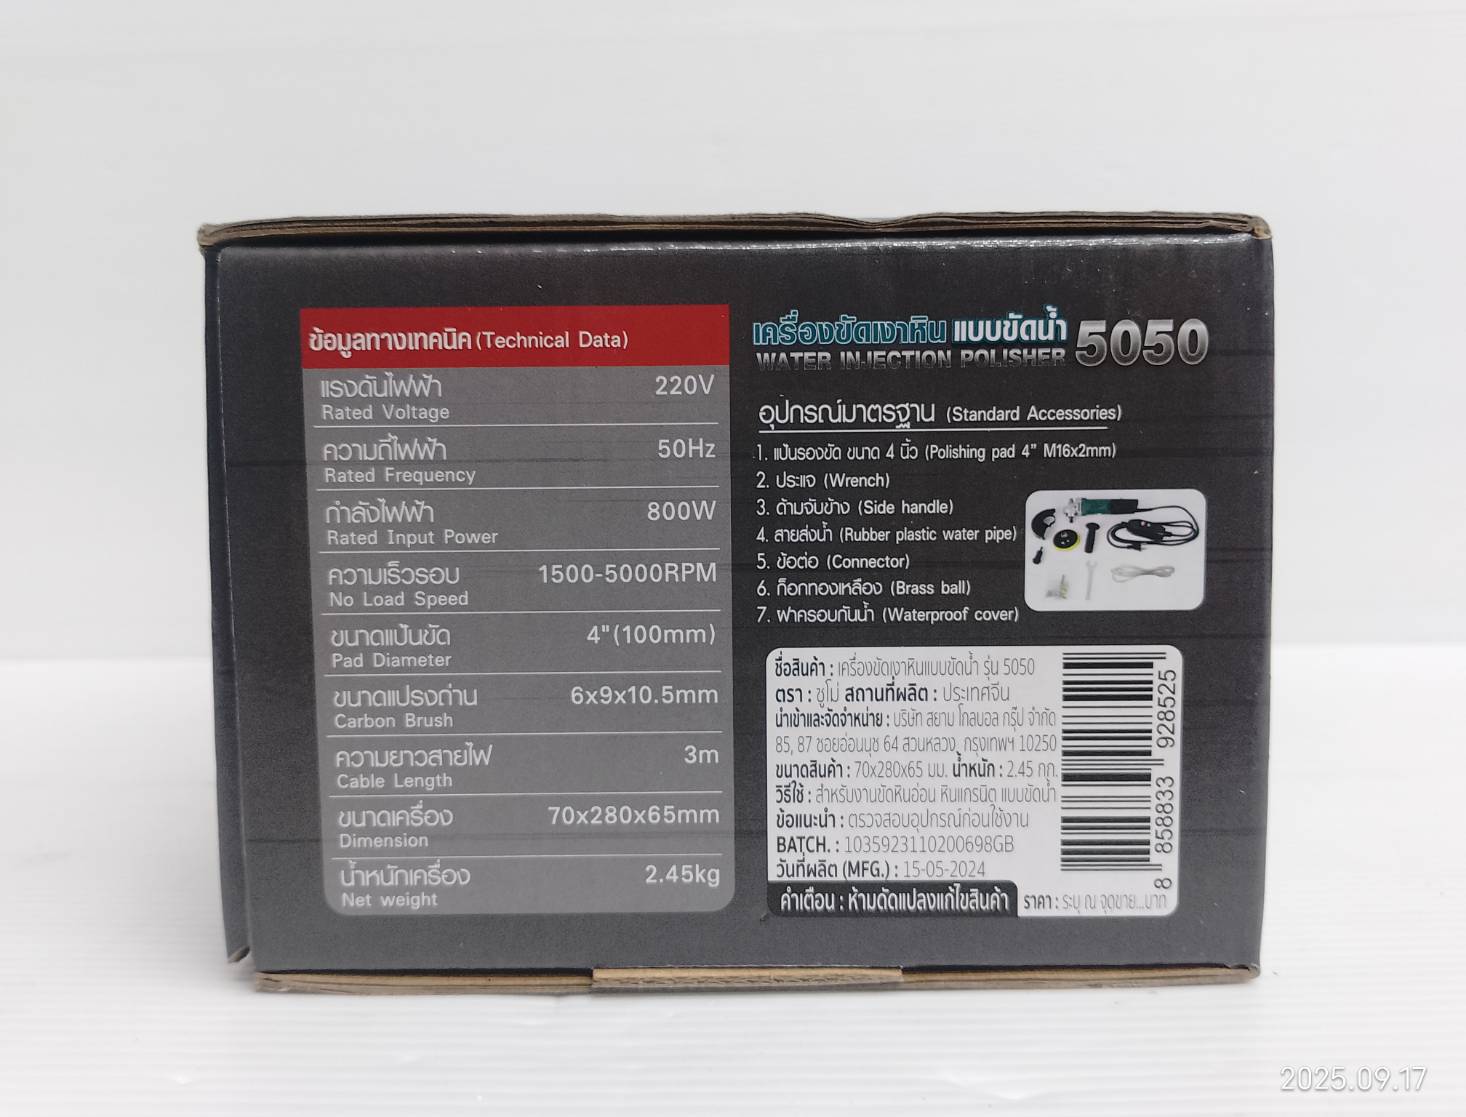 ข้อมูลทางเทคนิค (Technical Data)
แรงดันไฟฟ้า 220V
Rated Voltage
ความถี่ไฟฟ้า 50Hz
Rated Frequency
กำลังไฟฟ้า 800W
Rated Input Power
ความเร็วรอบ 1500-5000RPM
No Load Speed
ขนาดแป้นขัด 4"(100mm)
Pad Diameter
ขนาดแปรงถ่าน 6x9x10.5mm
Carbon Brush
ความยาวสายไฟ 3m
Cable Length
ขนาดเครื่อง 70x280x65mm
Dimension
น้ำหนักเครื่อง 2.45kg
Net weight
เครื่องขัดเงาหิน แบบขัดน้ำ 5050
WATER INJECTION POLISHER
อุปกรณ์มาตรฐาน (Standard Accessories)
1. แป้นรองขัด ขนาด 4 นิ้ว (Polishing pad 4" M16x2mm)
2. ประแจ (Wrench)
3. ด้ามจับข้าง (Side handle)
4. สายส่งน้ำ (Rubber plastic water pipe)
5. ข้อต่อ (Connector)
6. ก็อกทองเหลือง (Brass ball)
7. ฝาครอบกันน้ำ (Waterproof cover)
ชื่อสินค้า : เครื่องขัดเงาหินแบบขัดน้ำ รุ่น 5050
ตรา : ซูโม่ สถานที่ผลิต : ประเทศจีน
นำเข้าและจัดจำหน่าย : บริษัท สยาม โกลบอล กรุ๊ป จำกัด
85, 87 ซอยอ่อนนุช 64 สวนหลวง, กรุงเทพฯ 10250
ขนาดสินค้า : 70x280x65 มม. น้ำหนัก : 2.45 กก.
วิธีใช้ : สำหรับงานขัดหินอ่อน หินแกรนิต แบบขัดน้ำ
ข้อแนะนำ : ตรวจสอบอุปกรณ์ก่อนใช้งาน
BATCH. : 1035923110200698GB
วันที่ผลิต (MFG.) : 15-05-2024
คำเตือน : ห้ามดัดแปลงแก้ไขสินค้า ราคา : ระบุ ณ จุดขาย...บาท
8 858833 928525
2025.09.17